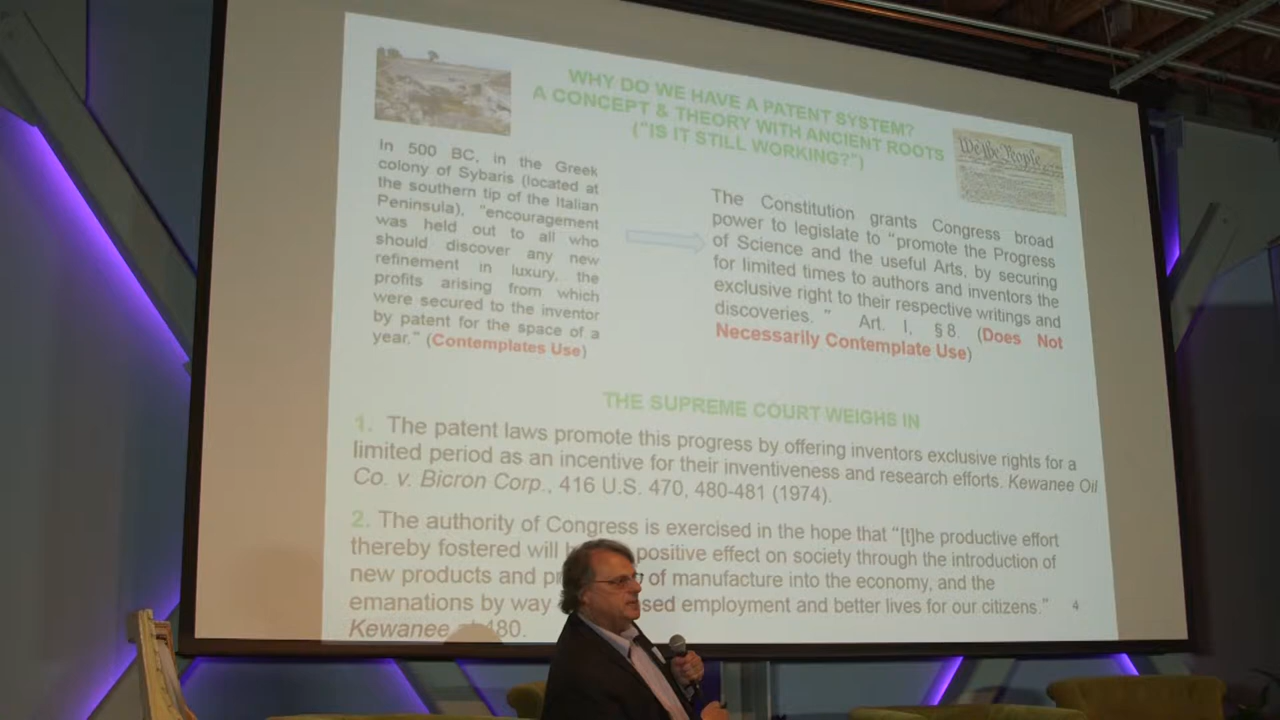 WHY DO WE HAVE A PATENT SYSTEM?
A CONCEPT & THEORY WITH ANCIENT ROOTS
("IS IT STILL WORKING?")
We the People
In 500 BC, in the Greek
colony of Sybaris (located at
the southern tip of the Italian
Peninsula), "encouragement
was held out to all who
should discover any new
refinement in luxury, the
profits arising from which
were secured to the inventor
by patent for the space of a
year." (Contemplates Use)
The Constitution grants Congress broad
power to legislate to "promote the Progress
of Science and the useful Arts, by securing
for limited times to authors and inventors the
exclusive right to their respective writings and
discoveries. " Art. I, § 8. (Does Not
Necessarily Contemplate Use)
THE SUPREME COURT WEIGHS IN
1. The patent laws promote this progress by offering inventors exclusive rights for a
limited period as an incentive for their inventiveness and research efforts. Kewanee Oil
Co. v. Bicron Corp., 416 U.S. 470, 480-481 (1974).
2. The authority of Congress is exercised in the hope that "[t]he productive effort
thereby fostered will positive effect on society through the introduction of
new products and of manufacture into the economy, and the
emanations by way employment and better lives for our citizens."
Kewanee 480.
4